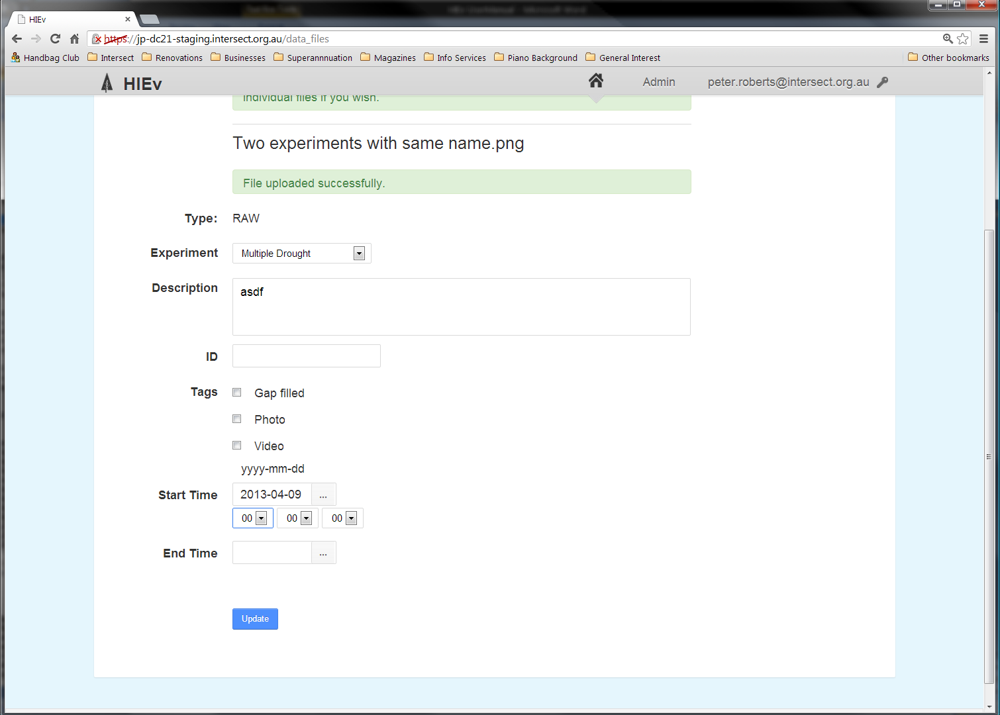 HIEv
https://jp-dc21-staging.intersect.org.au/data_files
Handbag Club Intersect Renovations Businesses Superannnuation Magazines Info Services Piano Background General Interest Other bookmarks
HIEv Admin peter.roberts@intersect.org.au
individual files if you wish.
Two experiments with same name.png
File uploaded successfully.
Type: RAW
Experiment Multiple Drought
Description asdf
ID
Tags Gap filled
Photo
Video
yyyy-mm-dd
Start Time 2013-04-09 ...
00 00 00
End Time ...
Update